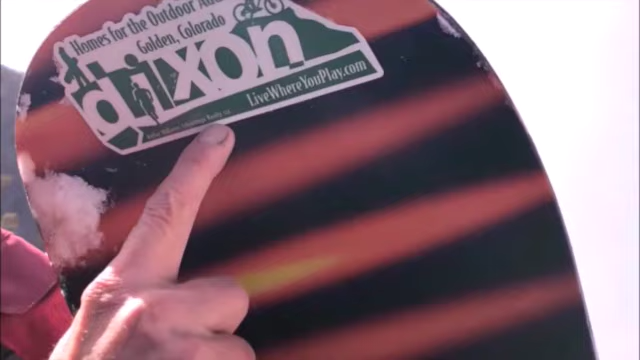 Homes for the Outdoor
Golden, Colorado
dixon
LiveWhereYouPlay.com